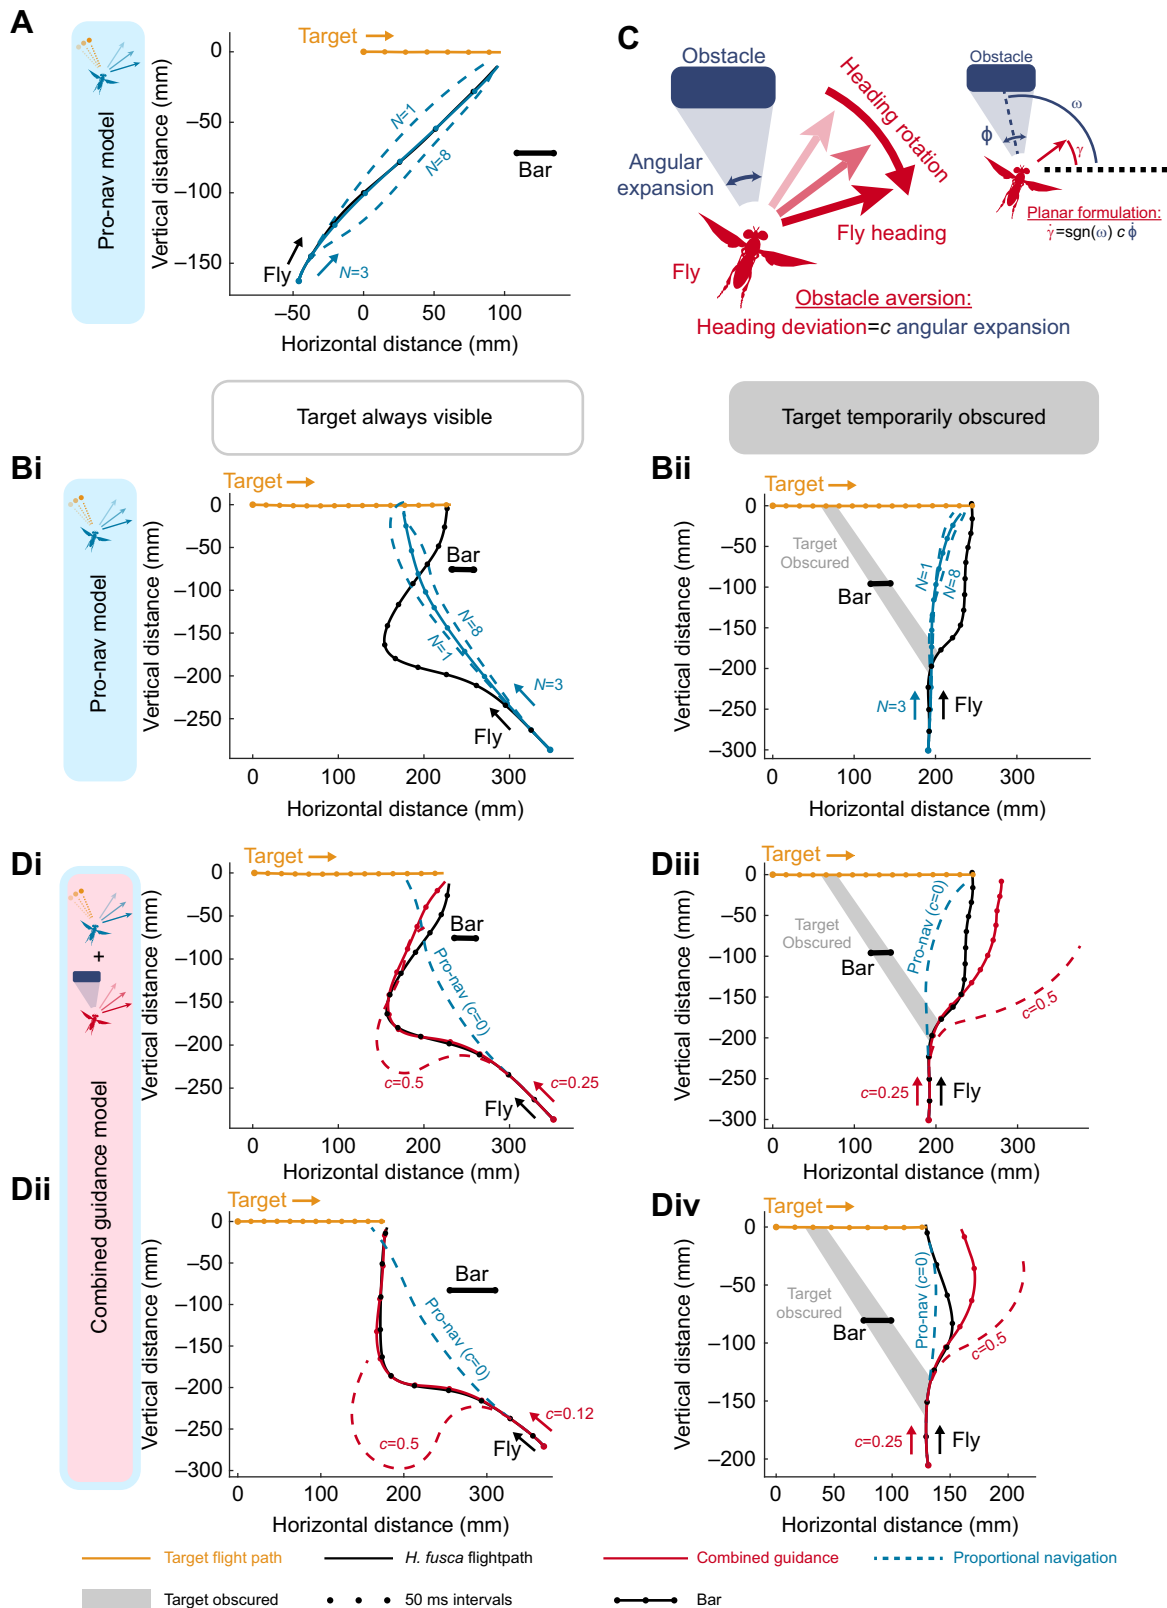 A
Pro-nav model
Vertical distance (mm)
0
–50
–100
–150
Target
N=1
N=8
Bar
Fly
N=3
–50
0
50
100
Horizontal distance (mm)
C
Obstacle
Angular
expansion
Heading
rotation
Fly heading
Fly
Obstacle aversion:
Heading deviation=c angular expansion
Obstacle
ω
ϕ
γ
Planar formulation:
γ̇=sgn(ω) c ϕ̇
Target always visible
Target temporarily obscured
Bi
Pro-nav model
Vertical distance (mm)
0
–50
–100
–150
–200
–250
Target
Bar
N=8
N=1
N=3
Fly
0
100
200
300
Horizontal distance (mm)
Bii
Vertical distance (mm)
0
–50
–100
–150
–200
–250
–300
Target
Target
Obscured
Bar
N=1
N=8
N=3
Fly
0
100
200
300
Horizontal distance (mm)
Combined guidance model
+
Di
Vertical distance (mm)
0
–50
–100
–150
–200
–250
Target
Bar
Pro-nav (c=0)
c=0.5
c=0.25
Fly
0
100
200
300
Horizontal distance (mm)
Diii
Vertical distance (mm)
0
–50
–100
–150
–200
–250
–300
Target
Target
Obscured
Bar
Pro-nav (c=0)
c=0.5
c=0.25
Fly
0
100
200
300
Horizontal distance (mm)
Dii
Vertical distance (mm)
0
–50
–100
–150
–200
–250
–300
Target
Bar
Pro-nav (c=0)
c=0.5
c=0.12
Fly
0
100
200
300
Horizontal distance (mm)
Div
Vertical distance (mm)
0
–50
–100
–150
–200
Target
Target
obscured
Bar
Pro-nav (c=0)
c=0.5
c=0.25
Fly
0
50
100
150
200
Horizontal distance (mm)
Target flight path
H. fusca flightpath
Combined guidance
Proportional navigation
Target obscured
50 ms intervals
Bar